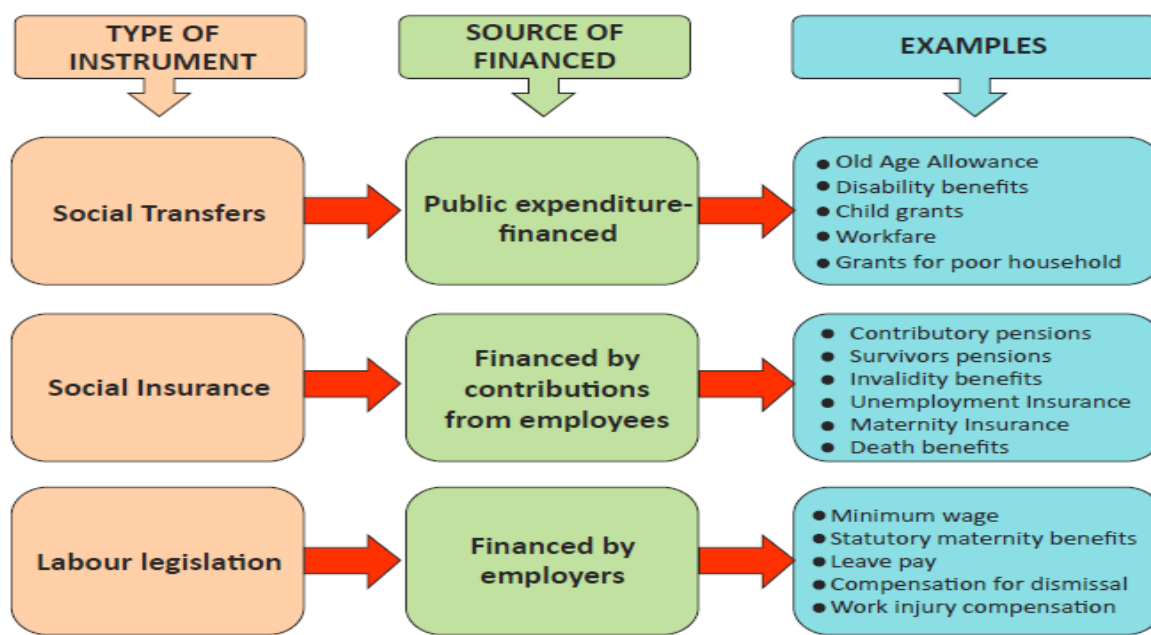 TYPE OF
INSTRUMENT
SOURCE OF
FINANCED
EXAMPLES
Social Transfers
Public expenditure-
financed
● Old Age Allowance
● Disability benefits
● Child grants
● Workfare
● Grants for poor household
Social Insurance
Financed by
contributions
from employees
● Contributory pensions
● Survivors pensions
● Invalidity benefits
● Unemployment Insurance
● Maternity Insurance
● Death benefits
Labour legislation
Financed by
employers
● Minimum wage
● Statutory maternity benefits
● Leave pay
● Compensation for dismissal
● Work injury compensation